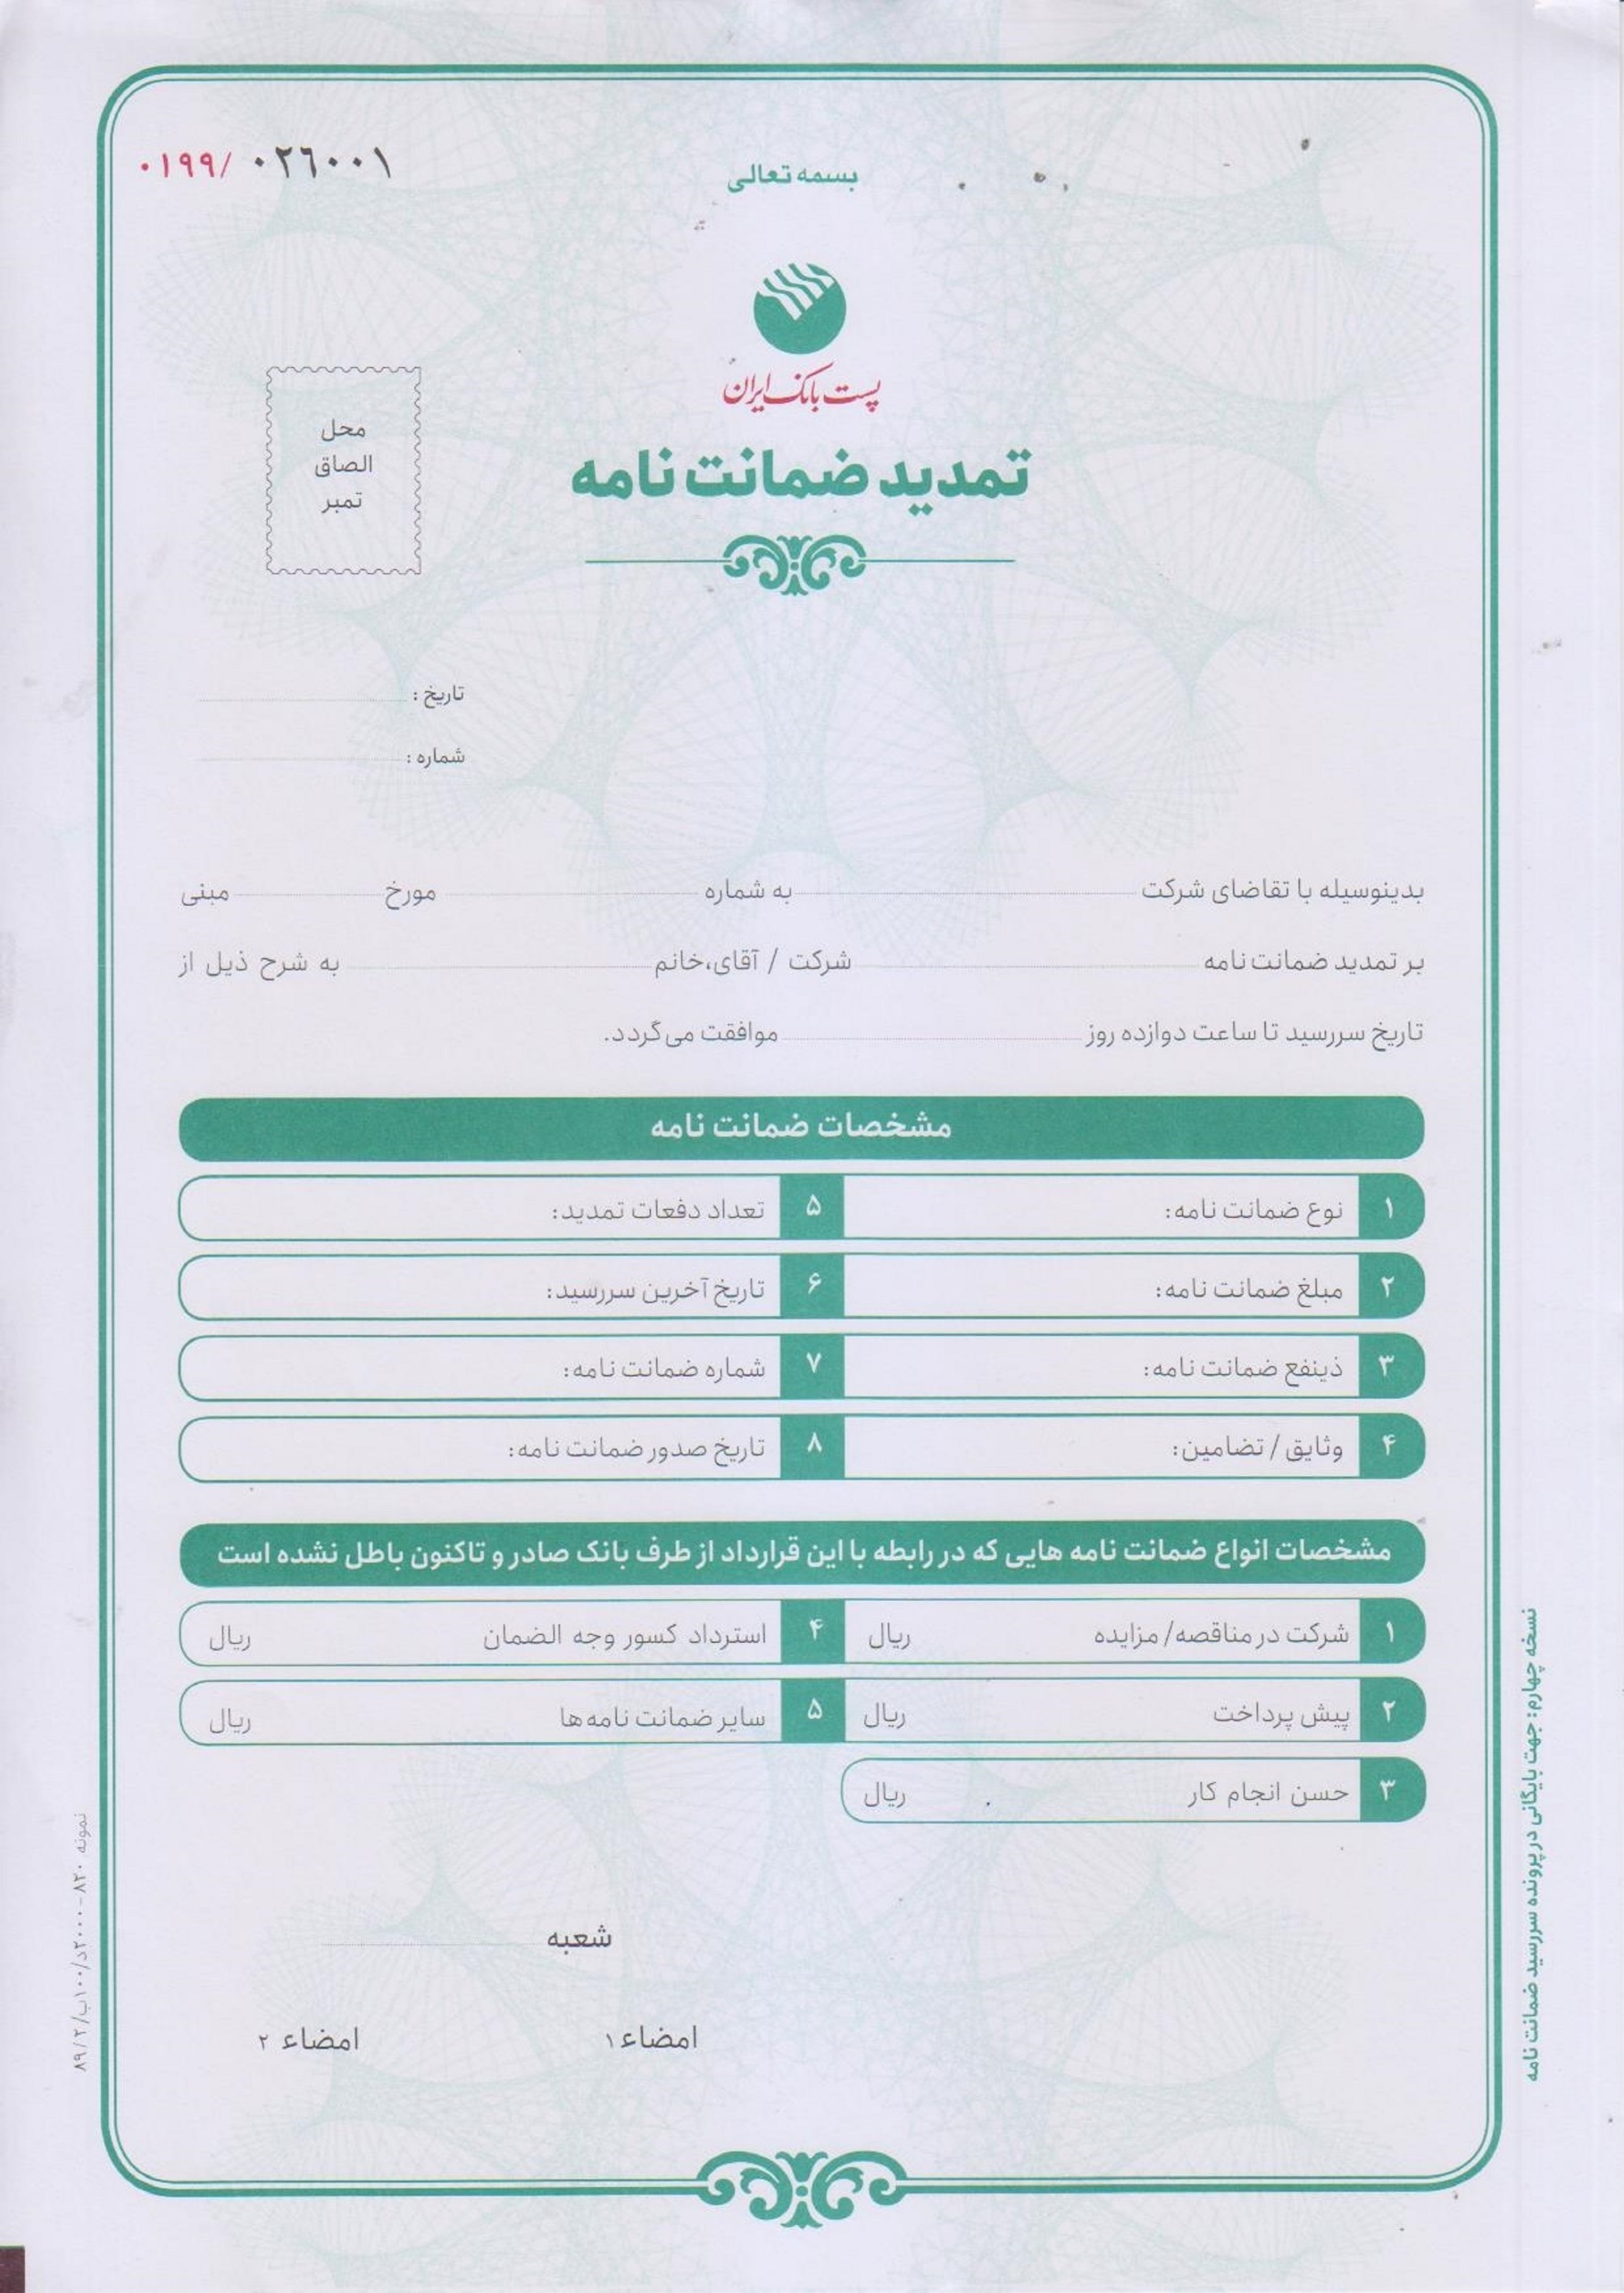 ۰۱۹۹/ ۰۲۶۰۰۱
بسمه تعالی
پست بانک ایران
تمدید ضمانت نامه
محل
الصاق
تمبر
تاریخ :
شماره :
بدینوسیله با تقاضای شرکت به شماره مورخ مبنی
بر تمدید ضمانت نامه شرکت / آقای،خانم به شرح ذیل از
تاریخ سررسید تا ساعت دوازده روز موافقت می گردد.
مشخصات ضمانت نامه
۱ نوع ضمانت نامه: ۵ تعداد دفعات تمدید:
۲ مبلغ ضمانت نامه: ۶ تاریخ آخرین سررسید:
۳ ذینفع ضمانت نامه: ۷ شماره ضمانت نامه:
۴ وثایق / تضامین: ۸ تاریخ صدور ضمانت نامه:
مشخصات انواع ضمانت نامه هایی که در رابطه با این قرارداد از طرف بانک صادر و تاکنون باطل نشده است
۱ شرکت در مناقصه/ مزایده ریال ۴ استرداد کسور وجه الضمان ریال
۲ پیش پرداخت ریال ۵ سایر ضمانت نامه ها ریال
۳ حسن انجام کار ریال
شعبه
امضاء ۱ امضاء ۲
نسخه چهارم: جهت بایگانی در پرونده سررسید ضمانت نامه
نمونه ۸۲۰-۲۰۰۰د/۱۰۰ب/۸۹/۲